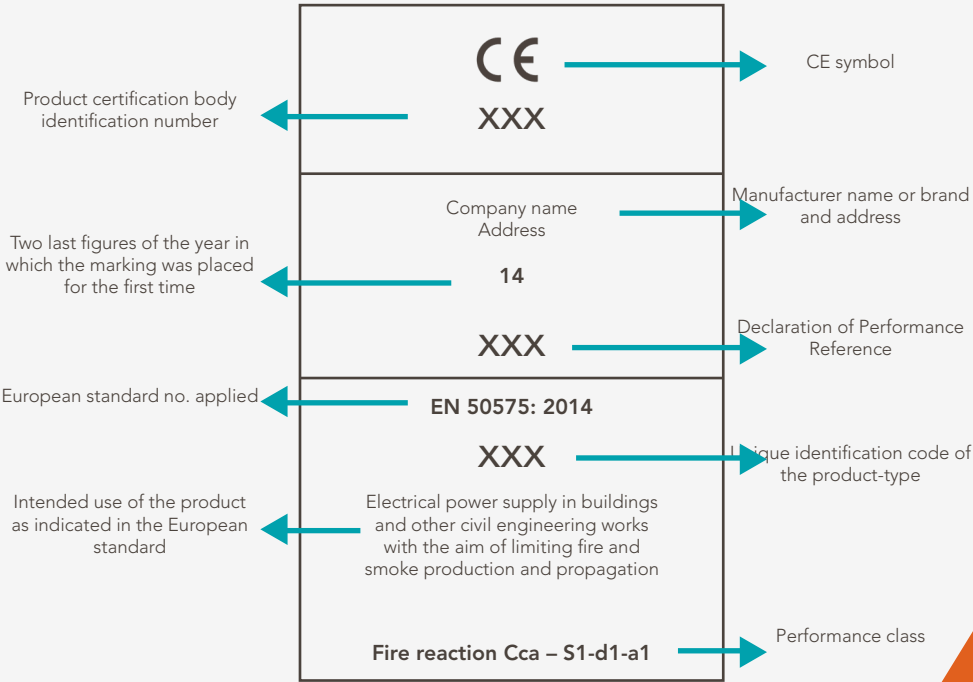 CE
CE symbol
Product certification body
identification number
XXX
Company name
Address
Manufacturer name or brand
and address
Two last figures of the year in
which the marking was placed
for the first time
14
XXX
Declaration of Performance
Reference
European standard no. applied
EN 50575: 2014
XXX
Unique identification code of
the product-type
Intended use of the product
as indicated in the European
standard
Electrical power supply in buildings
and other civil engineering works
with the aim of limiting fire and
smoke production and propagation
Fire reaction Cca – S1-d1-a1
Performance class